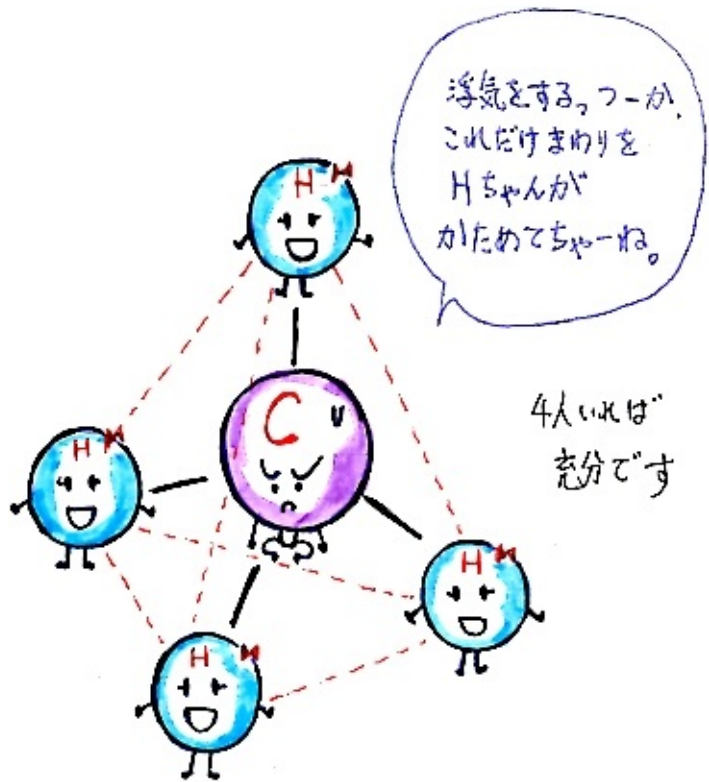 浮気をする。つーか、
これだけまわりを
Hちゃんが
かためてちゃーね。
H
C
4人いれば
充分です
H
H
H